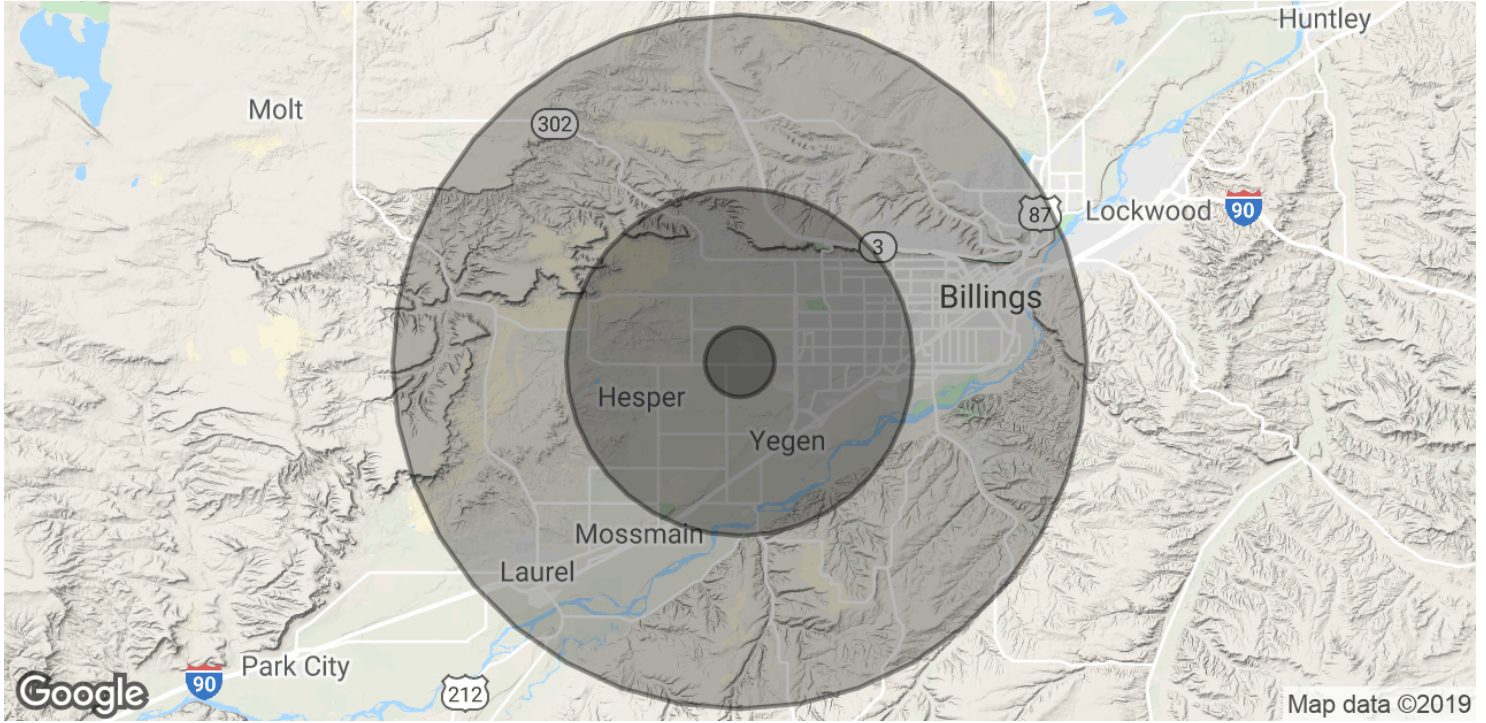 Huntley
Molt
302
87
Lockwood
90
3
Billings
Hesper
Yegen
Mossmain
Laurel
Park City
90
212
Google
Map data ©2019